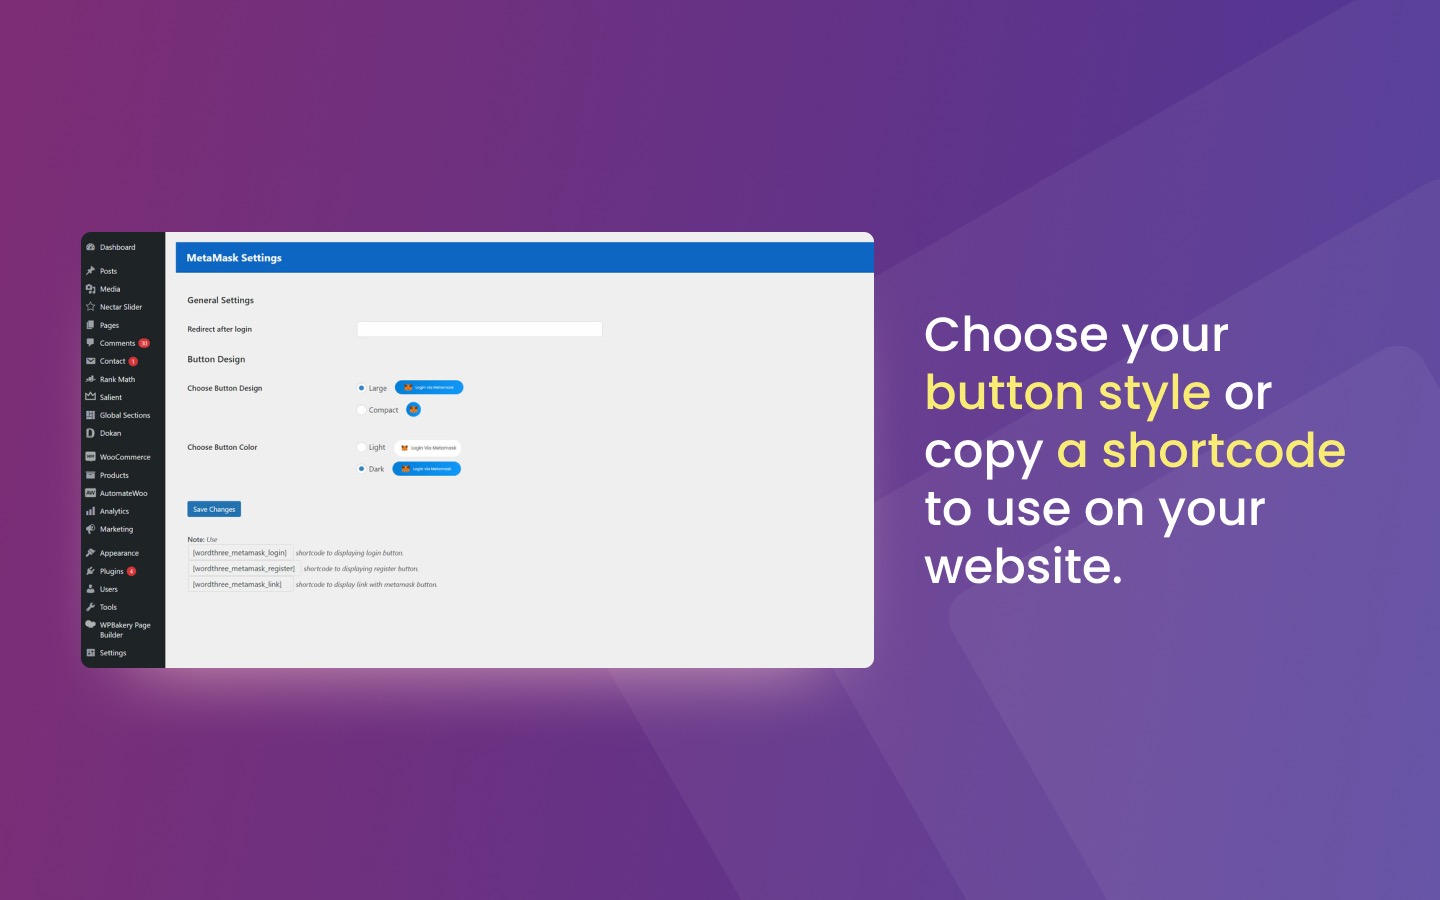 Dashboard
Posts
Media
Nectar Slider
Pages
Comments
Contact 1
Rank Math
Salient
Global Sections
Dokan
WooCommerce
Products
AutomateWoo
Analytics
Marketing
Appearance
Plugins 4
Users
Tools
WPBakery Page
Builder
Settings
MetaMask Settings
General Settings
Redirect after login
Button Design
Choose Button Design
Large Login via Metamask
Compact
Choose Button Color
Light Login Via Metamask
Dark Login via Metamask
Save Changes
Note: Use
[wordthree_metamask_login] shortcode to displaying login button.
[wordthree_metamask_register] shortcode to displaying register button.
[wordthree_metamask_link] shortcode to display link with metamask button.
Choose your
button style or
copy a shortcode
to use on your
website.